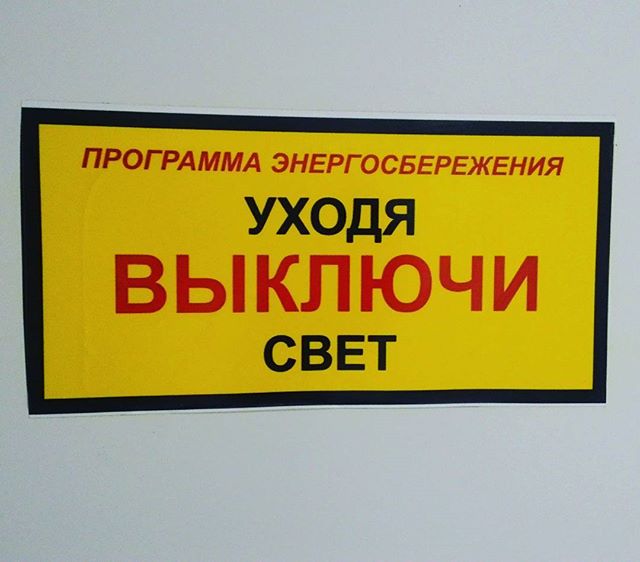 ПРОГРАММА ЭНЕРГОСБЕРЕЖЕНИЯ
УХОДЯ
ВЫКЛЮЧИ
СВЕТ